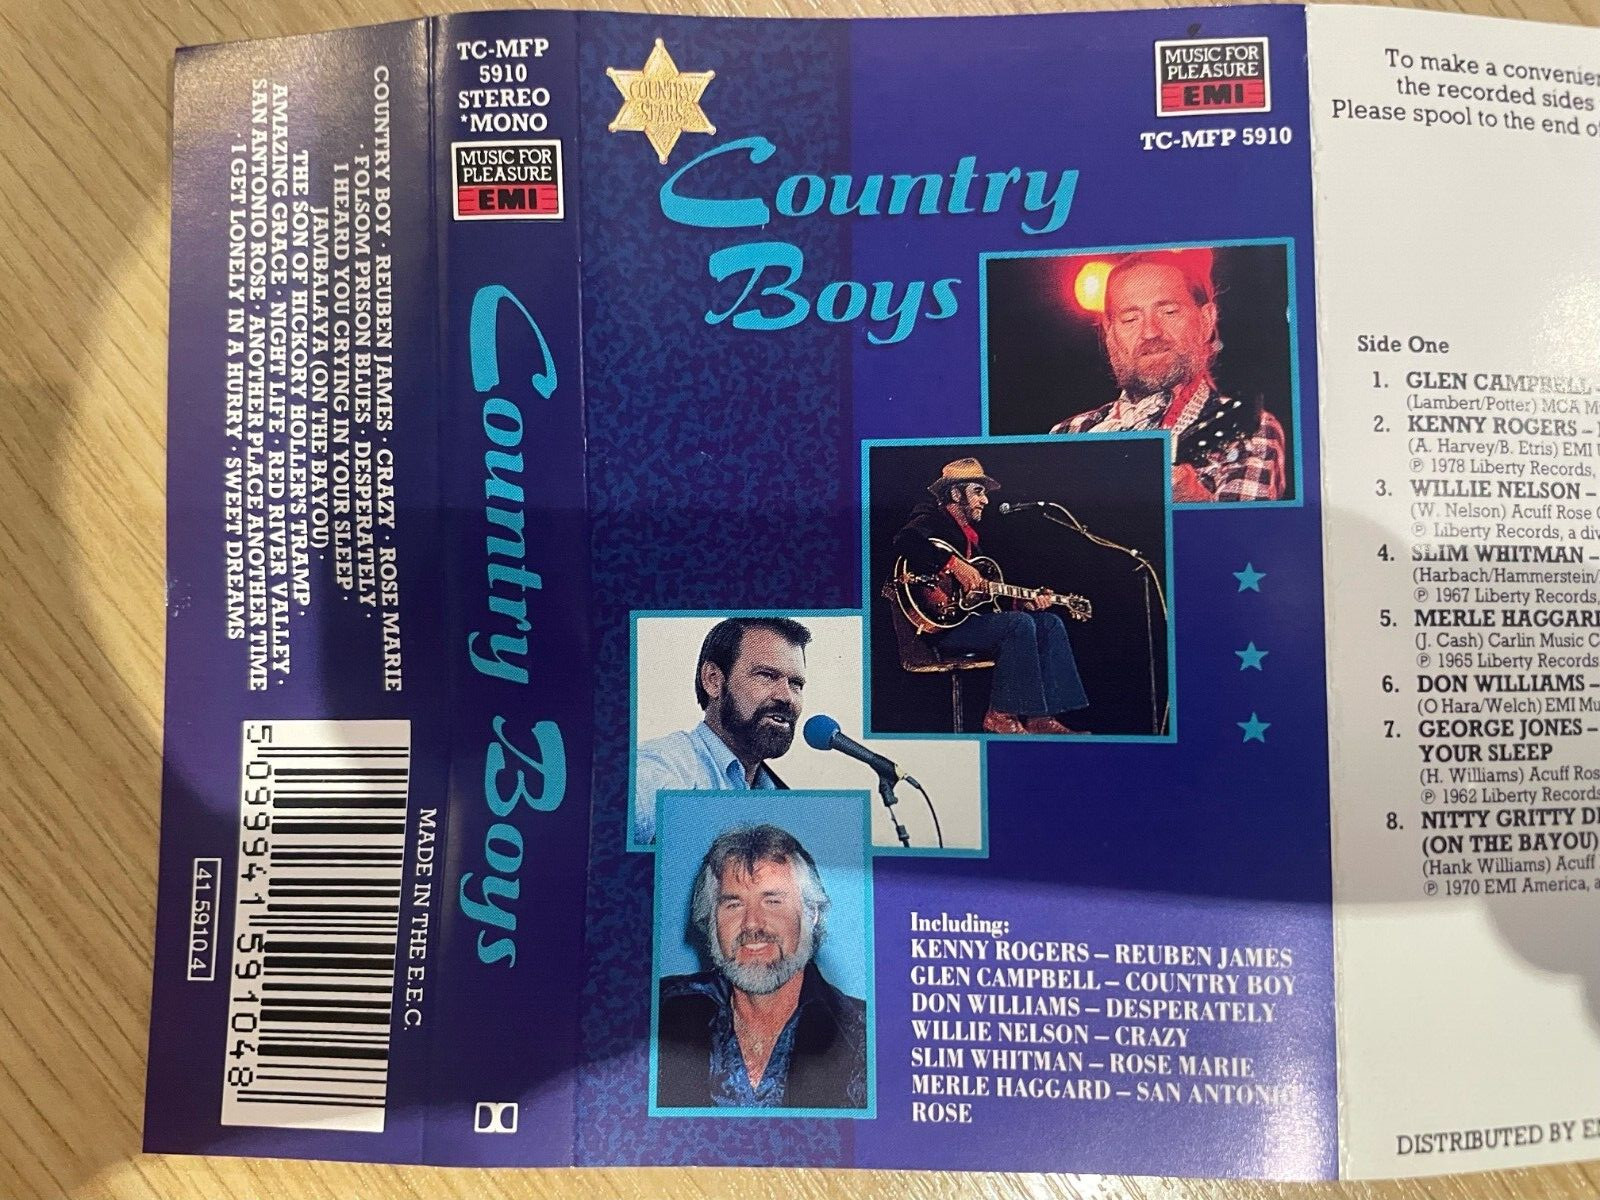 COUNTRY BOY · REUBEN JAMES · CRAZY · ROSE MARIE
· FOLSOM PRISON BLUES · DESPERATELY ·
I HEARD YOU CRYING IN YOUR SLEEP ·
JAMBALAYA (ON THE BAYOU) ·
THE SON OF HICKORY HOLLER'S TRAMP ·
AMAZING GRACE · NIGHT LIFE · RED RIVER VALLEY ·
SAN ANTONIO ROSE · ANOTHER PLACE ANOTHER TIME
· I GET LONELY IN A HURRY · SWEET DREAMS
5 099941 591048
41 5910 4
MADE IN THE E.E.C.
TC-MFP
5910
STEREO
*MONO
MUSIC FOR
PLEASURE
EMI
Country Boys
COUNTRY
STARS
Country
Boys
MUSIC FOR
PLEASURE
EMI
TC-MFP 5910
Including:
KENNY ROGERS – REUBEN JAMES
GLEN CAMPBELL – COUNTRY BOY
DON WILLIAMS – DESPERATELY
WILLIE NELSON – CRAZY
SLIM WHITMAN – ROSE MARIE
MERLE HAGGARD – SAN ANTONIO
ROSE
To make a
the recorded sides
Please spool to the end
Side One
1. GLEN CAMPBELL
(Lambert/Potter) MCA
2. KENNY ROGERS –
(A. Harvey/B. Etris) EMI
℗ 1978 Liberty Records,
3. WILLIE NELSON –
(W. Nelson) Acuff Rose
℗ Liberty Records, a
4. SLIM WHITMAN –
(Harbach/Hammerstein/
℗ 1967 Liberty Records,
5. MERLE HAGGARD
(J. Cash) Carlin Music
℗ 1965 Liberty Records
6. DON WILLIAMS –
(O Hara/Welch) EMI
7. GEORGE JONES –
YOUR SLEEP
(H. Williams) Acuff
℗ 1962 Liberty Records
8. NITTY GRITTY
(ON THE BAYOU)
(Hank Williams) Acuff
℗ 1970 EMI America,
DISTRIBUTED BY